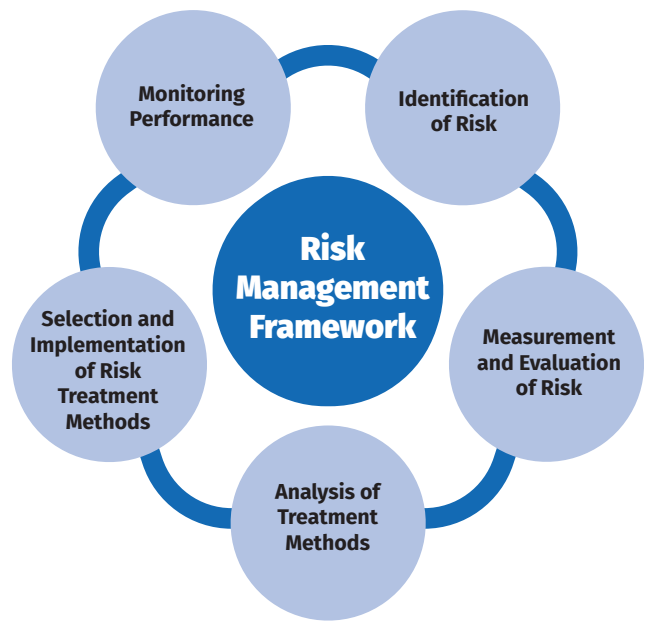 Risk
Management
Framework
Identification
of Risk
Measurement
and Evaluation
of Risk
Analysis of
Treatment
Methods
Selection and
Implementation
of Risk
Treatment
Methods
Monitoring
Performance